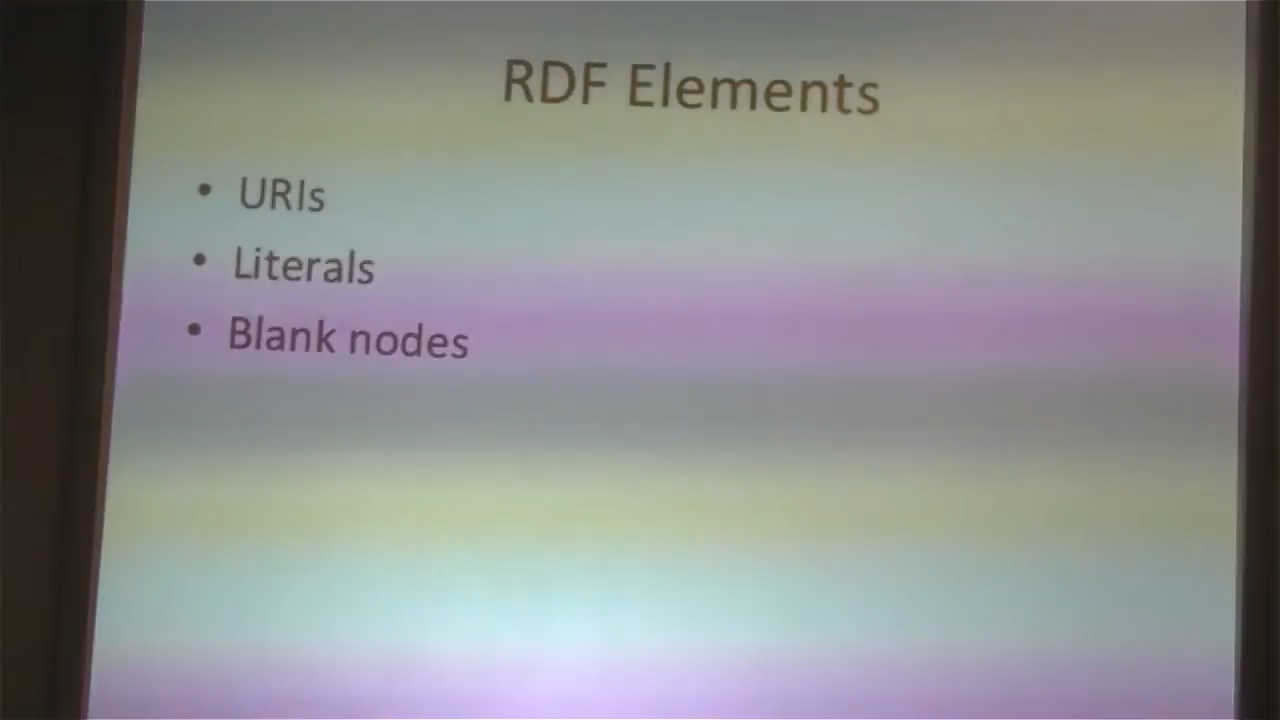 RDF Elements
• URIs
• Literals
• Blank nodes